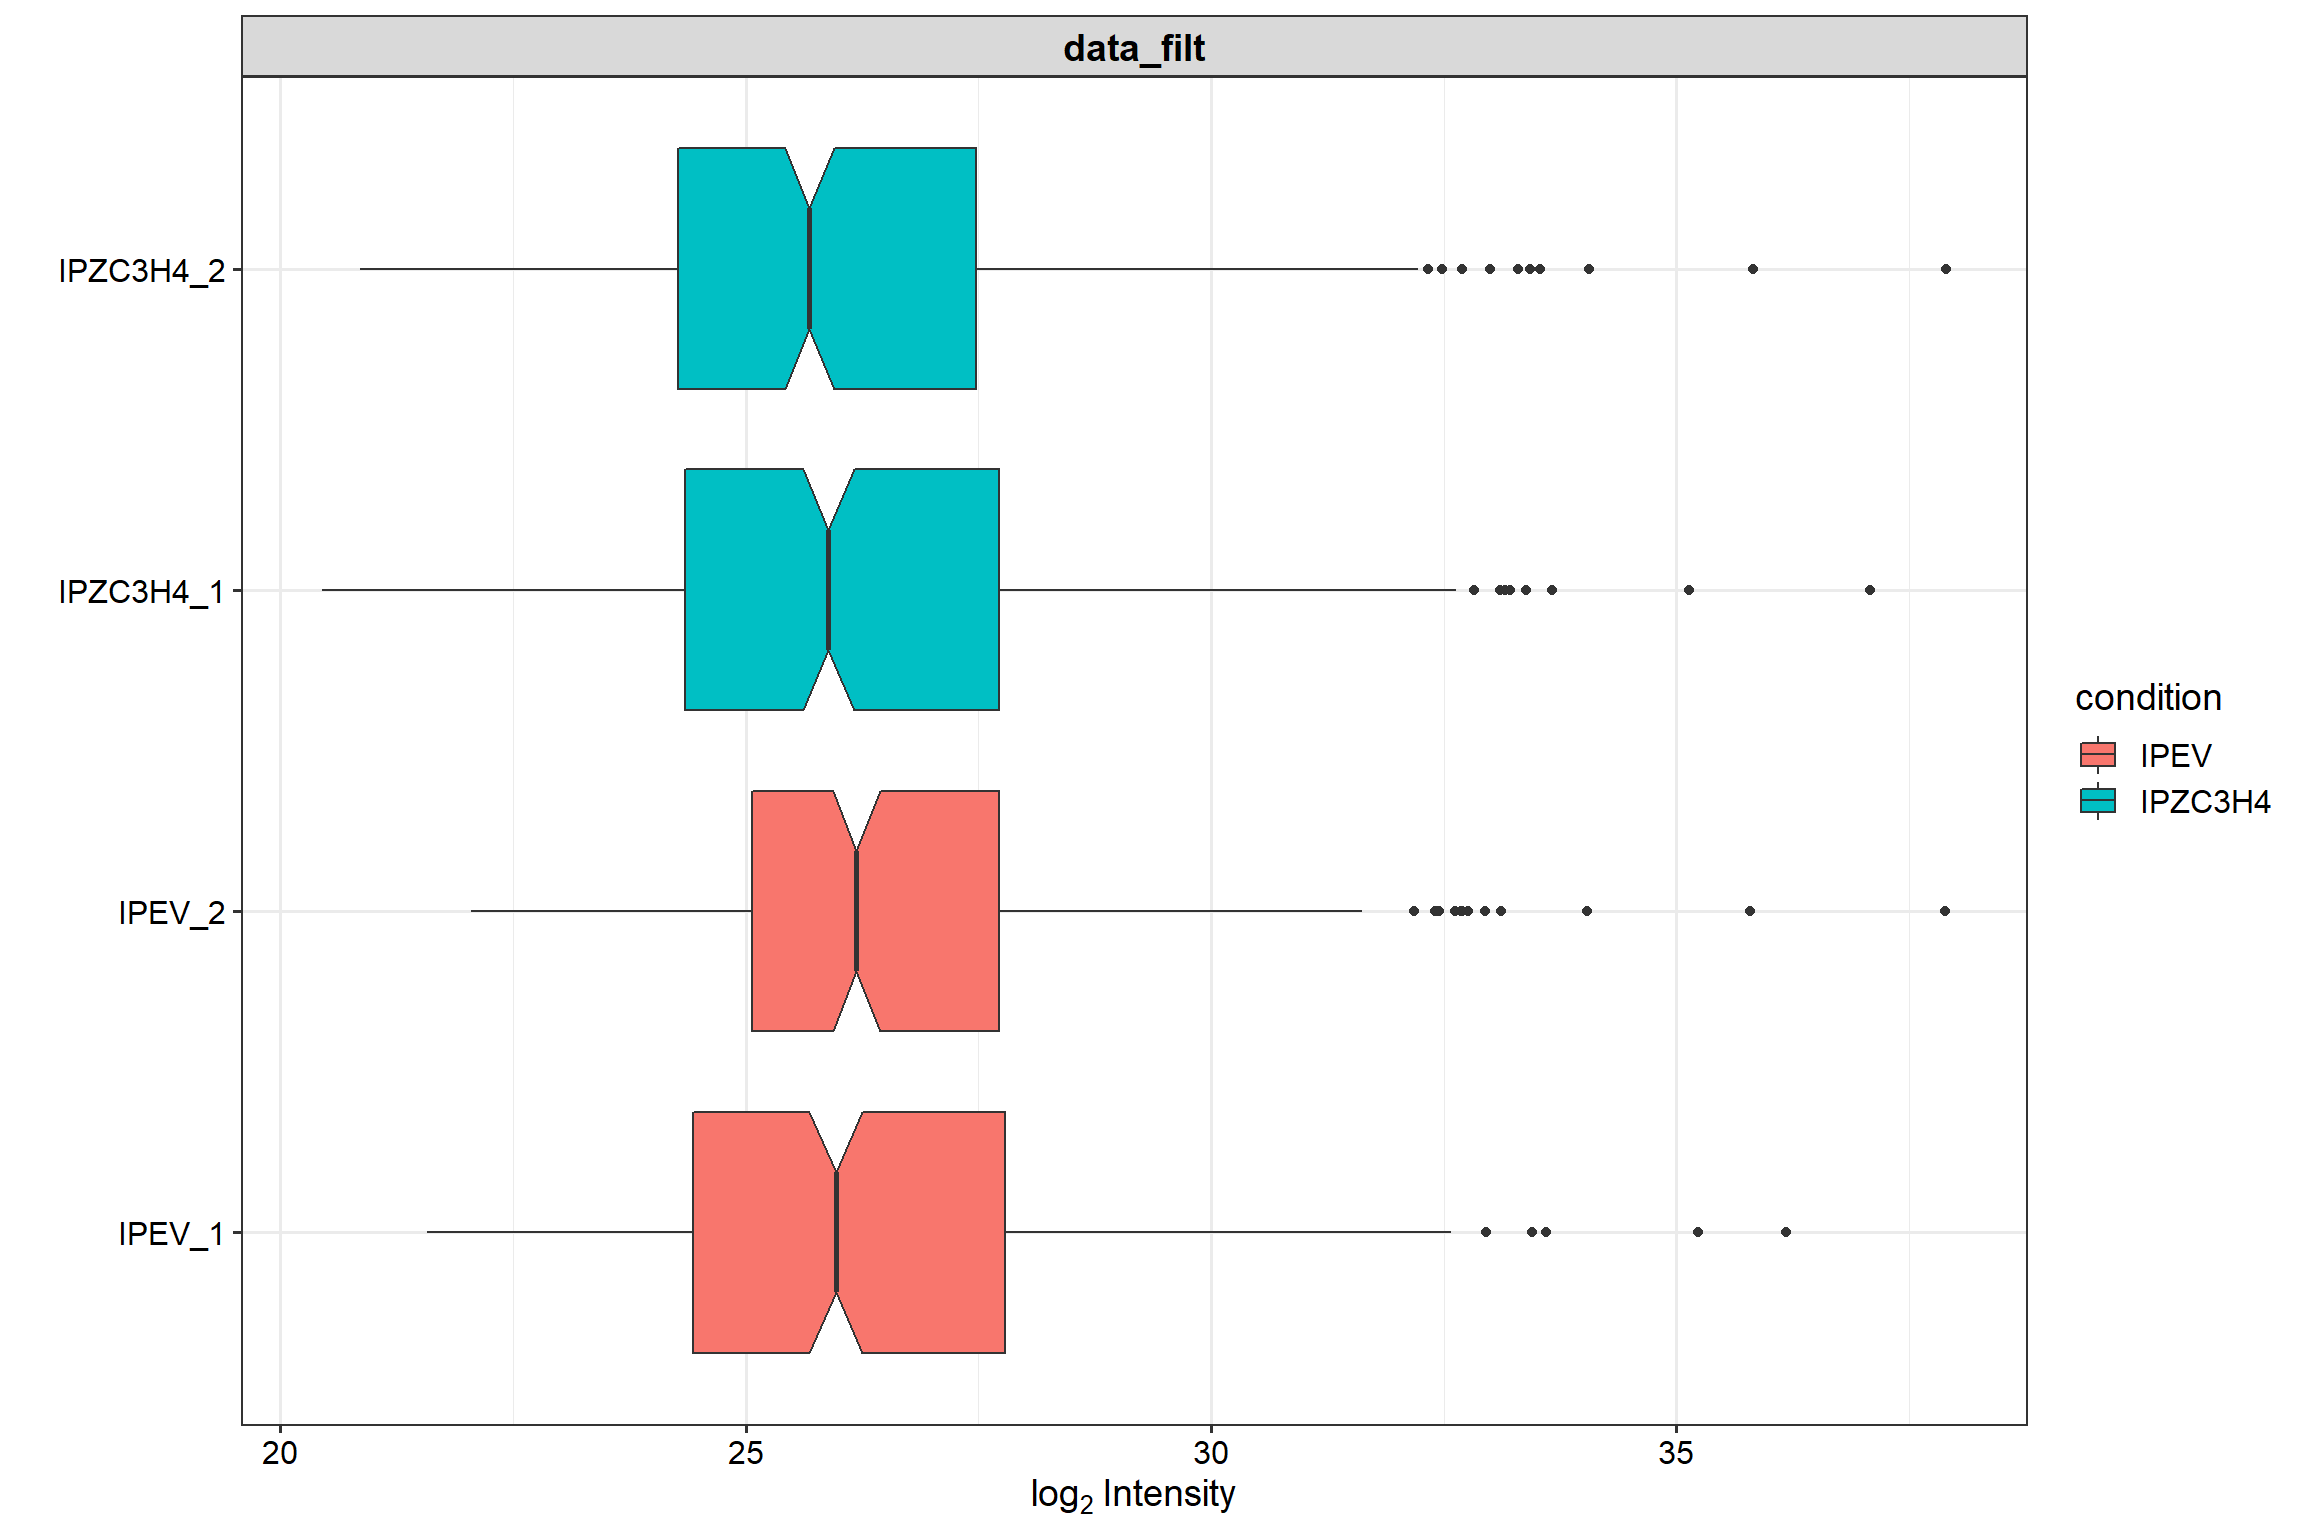 data_filt
IPZC3H4_2
IPZC3H4_1
IPEV_2
IPEV_1
condition
IPEV
IPZC3H4
20 25 30 35
log2 Intensity